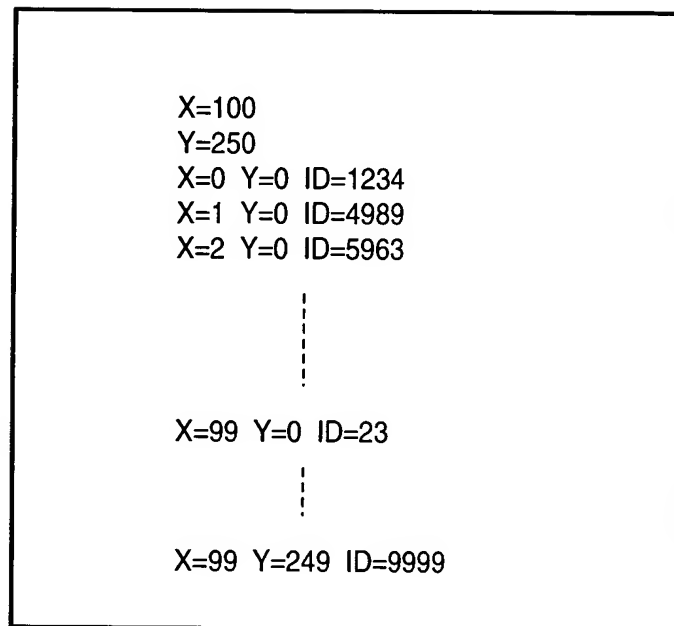 X=100
Y=250
X=0 Y=0 ID=1234
X=1 Y=0 ID=4989
X=2 Y=0 ID=5963
X=99 Y=0 ID=23
X=99 Y=249 ID=9999